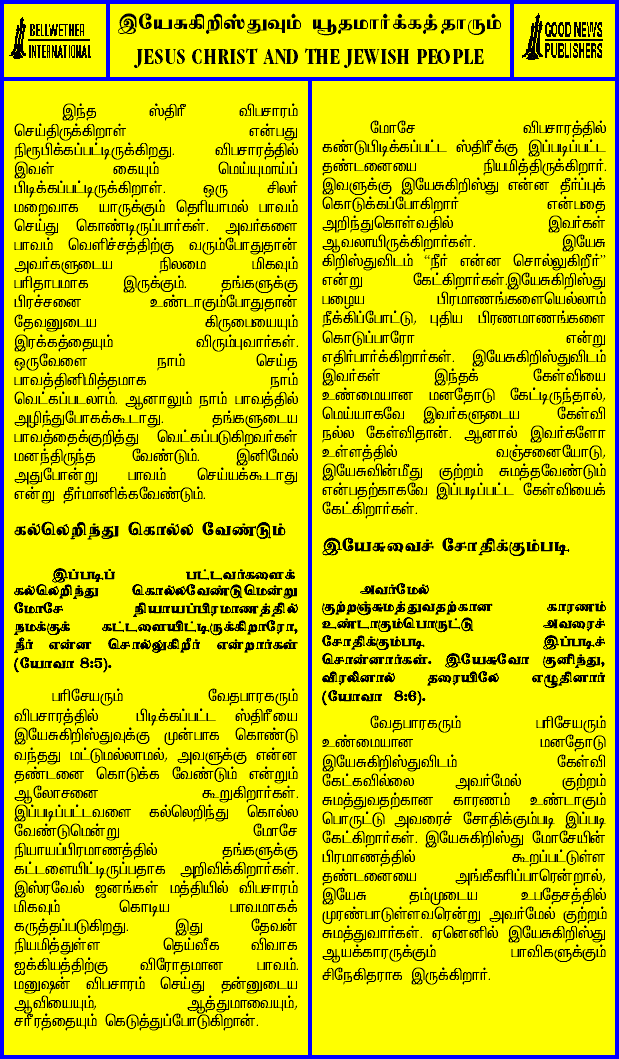 BELLWETHER
INTERNATIONAL
இயேசுகிறிஸ்துவும் யூதமார்க்கத்தாரும்
JESUS CHRIST AND THE JEWISH PEOPLE
GOOD NEWS
PUBLISHERS
இந்த ஸ்திரீ விபசாரம்
செய்திருக்கிறாள் என்பது
நிரூபிக்கப்பட்டிருக்கிறது. விபசாரத்தில்
இவள் கையும் மெய்யுமாய்ப்
பிடிக்கப்பட்டிருக்கிறாள். ஒரு சிலர்
மறைவாக யாருக்கும் தெரியாமல் பாவம்
செய்து கொண்டிருப்பார்கள். அவர்களை
பாவம் வெளிச்சத்திற்கு வரும்போதுதான்
அவர்களுடைய நிலமை மிகவும்
பரிதாபமாக இருக்கும். தங்களுக்கு
பிரச்சனை உண்டாகும்போதுதான்
தேவனுடைய கிருபையையும்
இரக்கத்தையும் விரும்புவார்கள்.
ஒருவேளை நாம் செய்த
பாவத்தினிமித்தமாக நாம்
வெட்கப்படலாம். ஆனாலும் நாம் பாவத்தில்
அழிந்துபோகக்கூடாது. தங்களுடைய
பாவத்தைக்குறித்து வெட்கப்படுகிறவர்கள்
மனந்திருந்த வேண்டும். இனிமேல்
அதுபோன்று பாவம் செய்யக்கூடாது
என்று தீர்மானிக்கவேண்டும்.
கல்லெறிந்து கொல்ல வேண்டும்
இப்படிப் பட்டவர்களைக்
கல்லெறிந்து கொல்லவேண்டுமென்று
மோசே நியாயப்பிரமாணத்தில்
நமக்குக் கட்டளையிட்டிருக்கிறாரே,
நீர் என்ன சொல்லுகிறீர் என்றார்கள்
(யோவா 8:5).
பரிசேயரும் வேதபாரகரும்
விபசாரத்தில் பிடிக்கப்பட்ட ஸ்திரீயை
இயேசுகிறிஸ்துவுக்கு முன்பாக கொண்டு
வந்தது மட்டுமல்லாமல், அவளுக்கு என்ன
தண்டனை கொடுக்க வேண்டும் என்றும்
ஆலோசனை கூறுகிறார்கள்.
இப்படிப்பட்டவளை கல்லெறிந்து கொல்ல
வேண்டுமென்று மோசே
நியாயப்பிரமாணத்தில் தங்களுக்கு
கட்டளையிட்டிருப்பதாக அறிவிக்கிறார்கள்.
இஸ்ரவேல் ஜனங்கள் மத்தியில் விபசாரம்
மிகவும் கொடிய பாவமாகக்
கருத்தப்படுகிறது. இது தேவன்
நியமித்துள்ள தெய்வீக விவாக
ஐக்கியத்திற்கு விரோதமான பாவம்.
மனுஷன் விபசாரம் செய்து தன்னுடைய
ஆவியையும், ஆத்துமாவையும்,
சரீரத்தையும் கெடுத்துப்போடுகிறான்.
மோசே விபசாரத்தில்
கண்டுபிடிக்கப்பட்ட ஸ்திரீக்கு இப்படிப்பட்ட
தண்டனையை நியமித்திருக்கிறார்.
இவளுக்கு இயேசுகிறிஸ்து என்ன தீர்ப்புக்
கொடுக்கப்போகிறார் என்பதை
அறிந்துகொள்வதில் இவர்கள்
ஆவலாயிருக்கிறார்கள். இயேசு
கிறிஸ்துவிடம் “நீர் என்ன சொல்லுகிறீர்”
என்று கேட்கிறார்கள்.இயேசுகிறிஸ்து
பழைய பிரமாணங்களையெல்லாம்
நீக்கிப்போட்டு, புதிய பிரணமாணங்களை
கொடுப்பாரோ என்று
எதிர்பார்க்கிறார்கள். இயேசுகிறிஸ்துவிடம்
இவர்கள் இந்தக் கேள்வியை
உண்மையான மனதோடு கேட்டிருந்தால்,
மெய்யாகவே இவர்களுடைய கேள்வி
நல்ல கேள்விதான். ஆனால் இவர்களோ
உள்ளத்தில் வஞ்சனையோடு,
இயேசுவின்மீது குற்றம் சுமத்தவேண்டும்
என்பதற்காகவே இப்படிப்பட்ட கேள்வியைக்
கேட்கிறார்கள்.
இயேசுவைச் சோதிக்கும்படி
அவர்மேல்
குற்றஞ்சுமத்துவதற்கான காரணம்
உண்டாகும்பொருட்டு அவரைச்
சோதிக்கும்படி இப்படிச்
சொன்னார்கள். இயேசுவோ குனிந்து,
விரலினால் தரையிலே எழுதினார்
(யோவா 8:6).
வேதபாரகரும் பரிசேயரும்
உண்மையான மனதோடு
இயேசுகிறிஸ்துவிடம் கேள்வி
கேட்கவில்லை அவர்மேல் குற்றம்
சுமத்துவதற்கான காரணம் உண்டாகும்
பொருட்டு அவரைச் சோதிக்கும்படி இப்படி
கேட்கிறார்கள். இயேசுகிறிஸ்து மோசேயின்
பிரமாணத்தில் கூறப்பட்டுள்ள
தண்டனையை அங்கீகரிப்பாரென்றால்,
இயேசு தம்முடைய உபதேசத்தில்
முரண்பாடுள்ளவரென்று அவர்மேல் குற்றம்
சுமத்துவார்கள். ஏனெனில் இயேசுகிறிஸ்து
ஆயக்காரருக்கும் பாவிகளுக்கும்
சிநேகிதராக இருக்கிறார்.